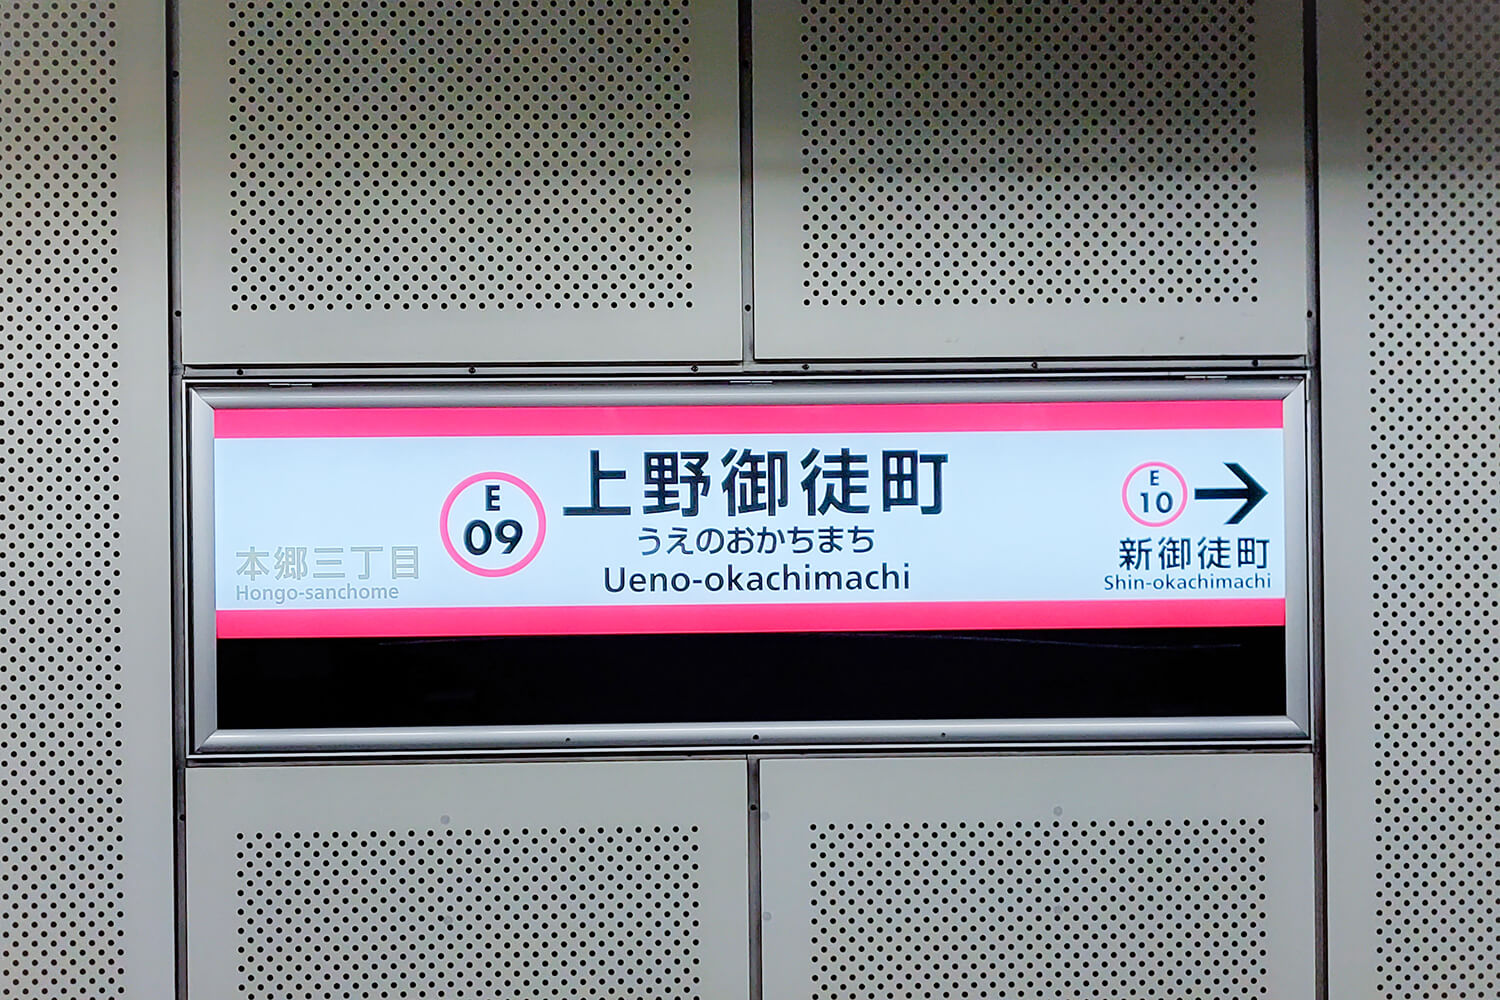 本郷三丁目
Hongo-sanchome
E
09
上野御徒町
うえのおかちまち
Ueno-okachimachi
E
10
新御徒町
Shin-okachimachi